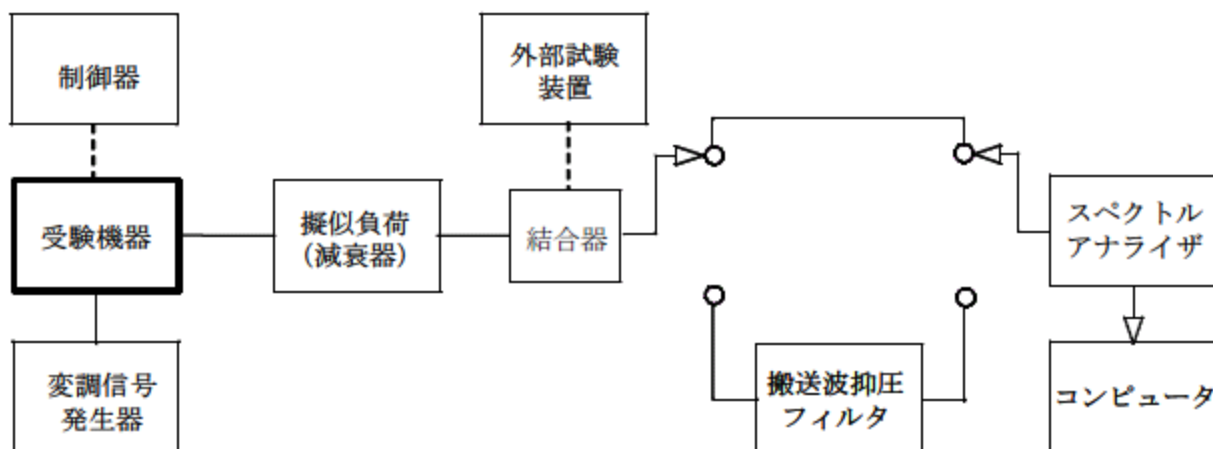 制御器
外部試験
装置
受験機器
擬似負荷
（減衰器）
結合器
スペクトル
アナライザ
変調信号
発生器
搬送波抑圧
フィルタ
コンピュータ